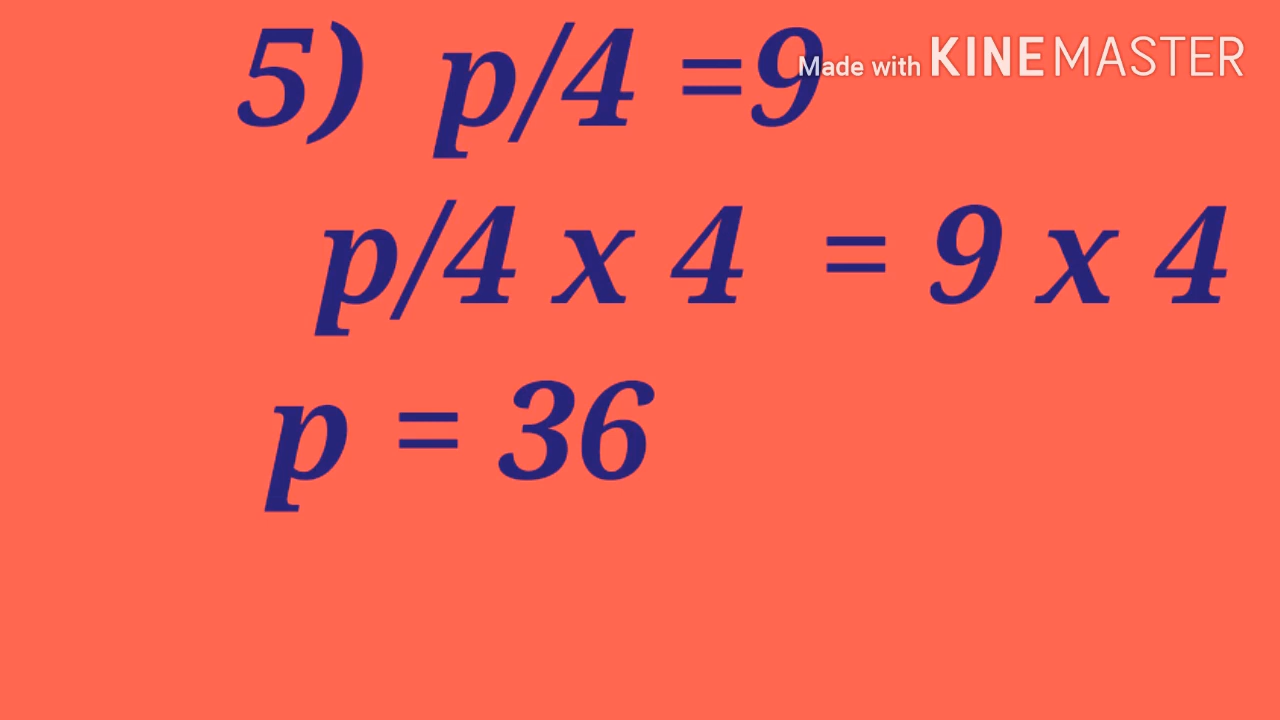 5) p/4 =9
Made with KINEMASTER
p/4 x 4 = 9 x 4
p = 36